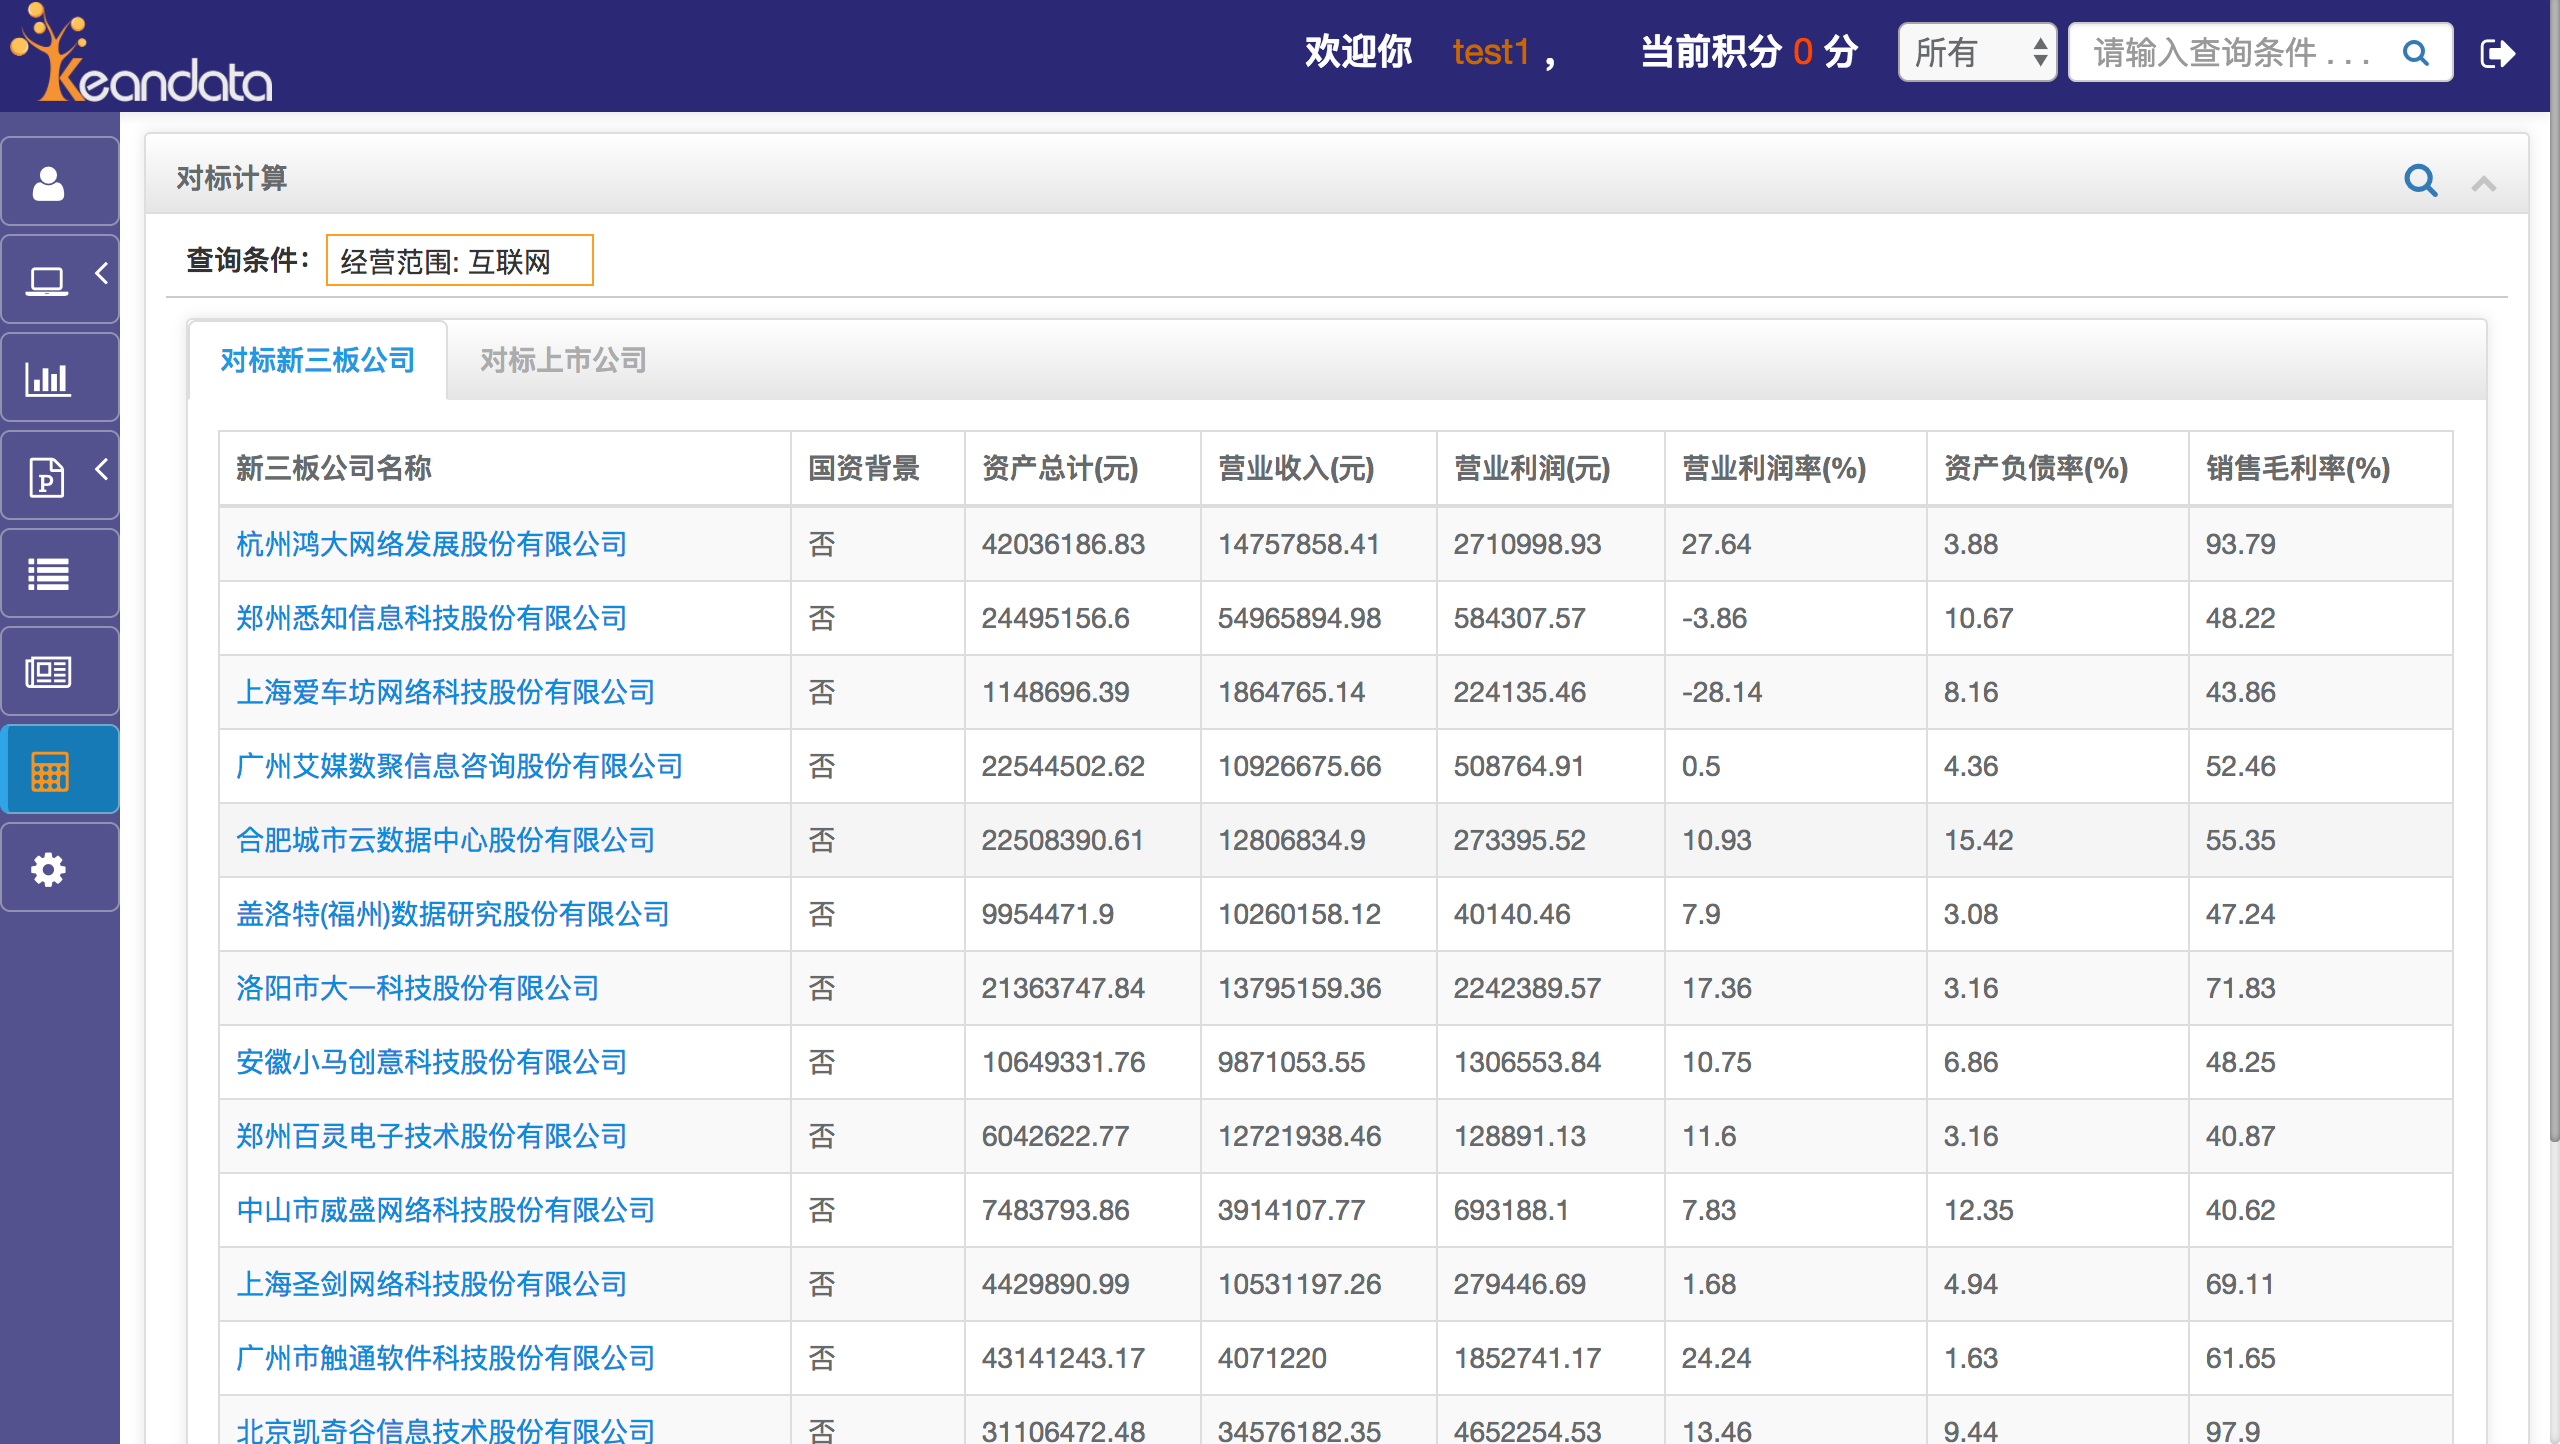 Keandata
欢迎你 test1 ， 当前积分 0 分 所有 请输入查询条件 . . .
对标计算
查询条件： 经营范围: 互联网
对标新三板公司 对标上市公司
新三板公司名称 国资背景 资产总计(元) 营业收入(元) 营业利润(元) 营业利润率(%) 资产负债率(%) 销售毛利率(%)
杭州鸿大网络发展股份有限公司 否 42036186.83 14757858.41 2710998.93 27.64 3.88 93.79
郑州悉知信息科技股份有限公司 否 24495156.6 54965894.98 584307.57 -3.86 10.67 48.22
上海爱车坊网络科技股份有限公司 否 1148696.39 1864765.14 224135.46 -28.14 8.16 43.86
广州艾媒数聚信息咨询股份有限公司 否 22544502.62 10926675.66 508764.91 0.5 4.36 52.46
合肥城市云数据中心股份有限公司 否 22508390.61 12806834.9 273395.52 10.93 15.42 55.35
盖洛特(福州)数据研究股份有限公司 否 9954471.9 10260158.12 40140.46 7.9 3.08 47.24
洛阳市大一科技股份有限公司 否 21363747.84 13795159.36 2242389.57 17.36 3.16 71.83
安徽小马创意科技股份有限公司 否 10649331.76 9871053.55 1306553.84 10.75 6.86 48.25
郑州百灵电子技术股份有限公司 否 6042622.77 12721938.46 128891.13 11.6 3.16 40.87
中山市威盛网络科技股份有限公司 否 7483793.86 3914107.77 693188.1 7.83 12.35 40.62
上海圣剑网络科技股份有限公司 否 4429890.99 10531197.26 279446.69 1.68 4.94 69.11
广州市触通软件科技股份有限公司 否 43141243.17 4071220 1852741.17 24.24 1.63 61.65
北京凯奇谷信息技术股份有限公司 否 31106472.48 34576182.35 4652254.53 13.46 9.44 97.9